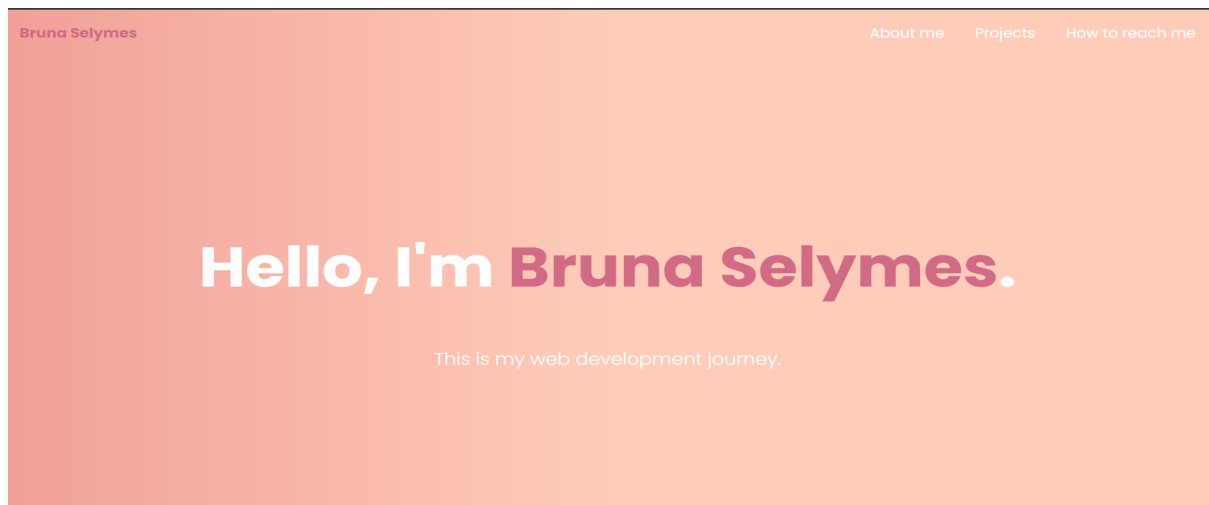 Bruna Selymes
About me Projects How to reach me
Hello, I'm Bruna Selymes.
This is my web development journey.